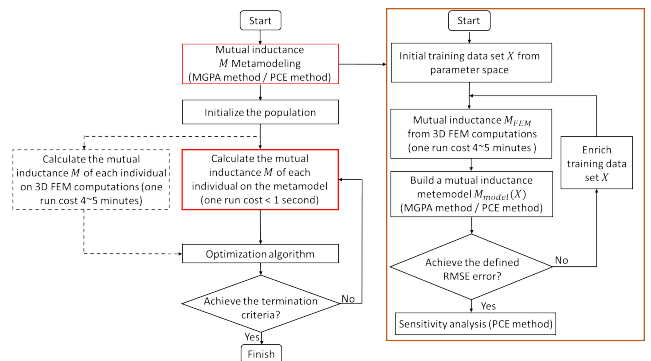 Start
Mutual inductance
M Metamodeling
(MGPA method / PCE method)
Initialize the population
Calculate the mutual
inductance M of each individual
on 3D FEM computations (one
run cost 4~5 minutes)
Calculate the mutual
inductance M of each
individual on the metamodel
(one run cost < 1 second)
Optimization algorithm
Achieve the termination
criteria?
No
Yes
Finish
Start
Initial training data set X from
parameter space
Mutual inductance M_FEM
from 3D FEM computations
(one run cost 4~5 minutes )
Enrich
training data
set X
Build a mutual inductance
metemodel M_model(X)
(MGPA method / PCE method)
Achieve the defined
RMSE error?
No
Yes
Sensitivity analysis (PCE method)